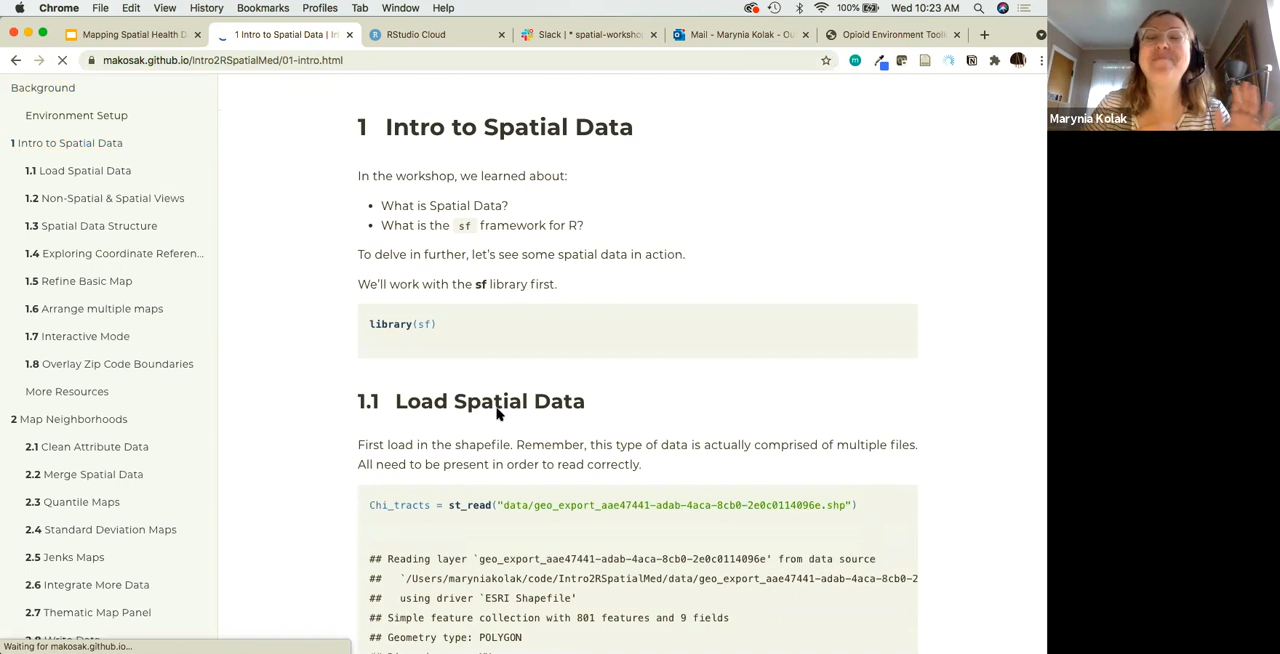 Chrome File Edit View History Bookmarks Profiles Tab Window Help 100% Wed 10:23 AM
Mapping Spatial Health D 1 Intro to Spatial Data | In RStudio Cloud Slack | * spatial-worksho Mail - Marynia Kolak - Ou Opioid Environment Toolk
makosak.github.io/Intro2RSpatialMed/01-intro.html
Marynia Kolak
Background
Environment Setup
1 Intro to Spatial Data
1.1 Load Spatial Data
1.2 Non-Spatial & Spatial Views
1.3 Spatial Data Structure
1.4 Exploring Coordinate Referen...
1.5 Refine Basic Map
1.6 Arrange multiple maps
1.7 Interactive Mode
1.8 Overlay Zip Code Boundaries
More Resources
2 Map Neighborhoods
2.1 Clean Attribute Data
2.2 Merge Spatial Data
2.3 Quantile Maps
2.4 Standard Deviation Maps
2.5 Jenks Maps
2.6 Integrate More Data
2.7 Thematic Map Panel
2.8 Write Data
Waiting for makosak.github.io...
1 Intro to Spatial Data
In the workshop, we learned about:
• What is Spatial Data?
• What is the sf framework for R?
To delve in further, let's see some spatial data in action.
We'll work with the sf library first.
library(sf)
1.1 Load Spatial Data
First load in the shapefile. Remember, this type of data is actually comprised of multiple files.
All need to be present in order to read correctly.
Chi_tracts = st_read("data/geo_export_aae47441-adab-4aca-8cb0-2e0c0114096e.shp")
## Reading layer `geo_export_aae47441-adab-4aca-8cb0-2e0c0114096e' from data source
## `/Users/maryniakolak/code/Intro2RSpatialMed/data/geo_export_aae47441-adab-4aca-8cb0-2
## using driver `ESRI Shapefile'
## Simple feature collection with 801 features and 9 fields
## Geometry type: POLYGON